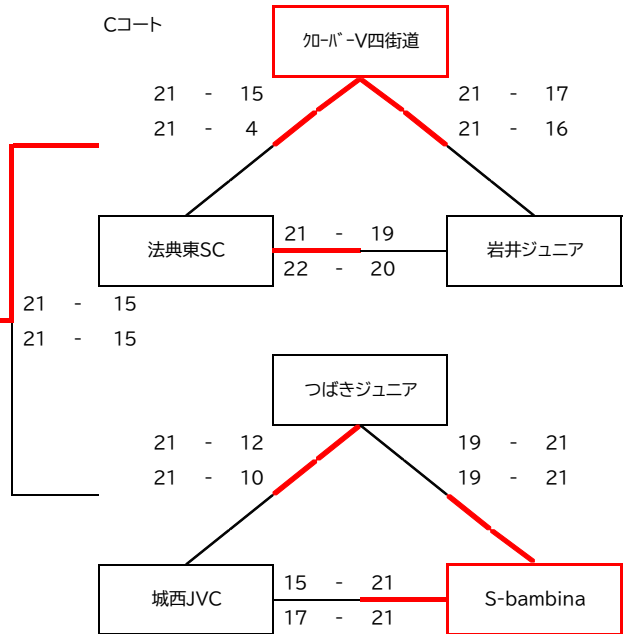 Cコート
クローバーV四街道
21 - 15
21 - 17
21 - 4
21 - 16
法典東SC
21 - 19
22 - 20
岩井ジュニア
21 - 15
21 - 15
つばきジュニア
21 - 12
19 - 21
21 - 10
19 - 21
城西JVC
15 - 21
17 - 21
S-bambina